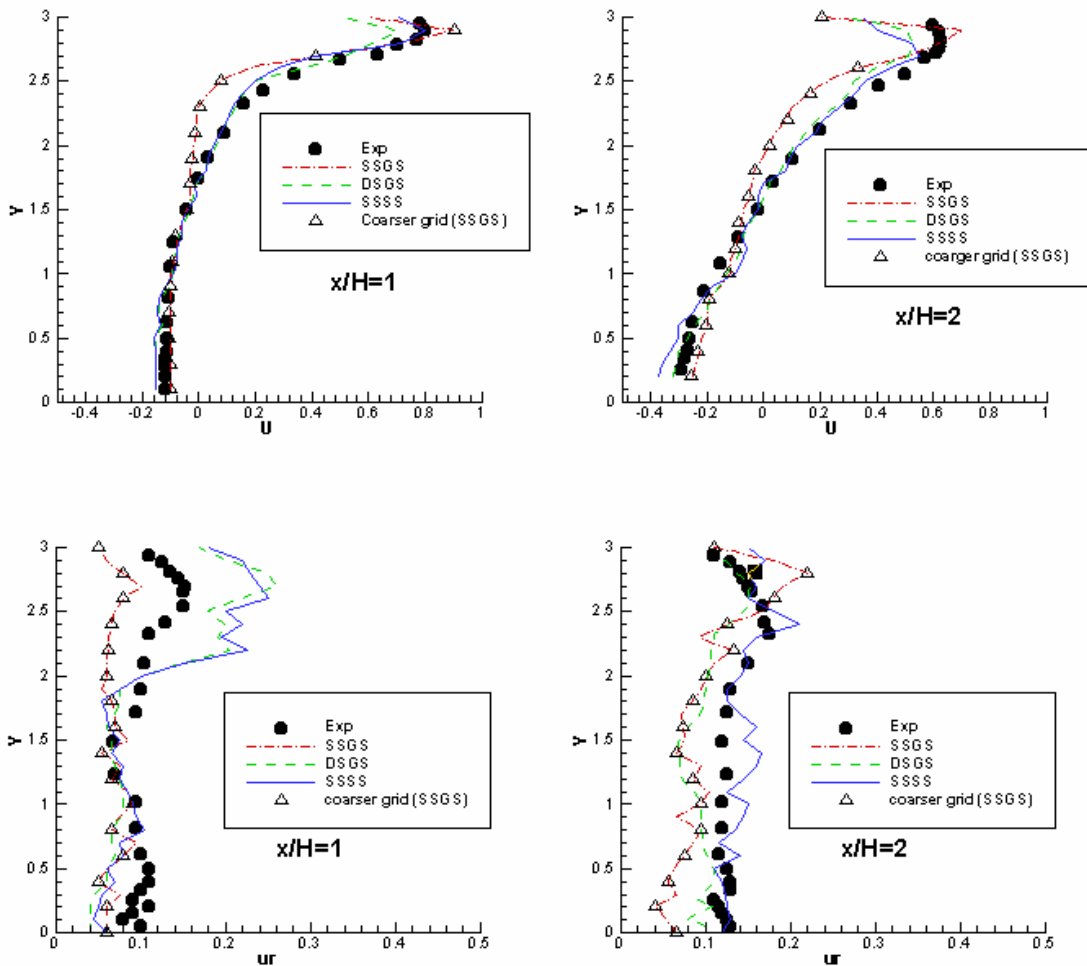 3
2.5
2
1.5
1
0.5
0
Y
-0.4 -0.2 0 0.2 0.4 0.6 0.8 1
U
Exp
SSGS
DSGS
SSSS
Coarser grid (SSGS)
x/H=1
3
2.5
2
1.5
1
0.5
0
Y
-0.4 -0.2 0 0.2 0.4 0.6 0.8 1
U
Exp
SSGS
DSGS
SSSS
coarger grid (SSGS)
x/H=2
3
2.5
2
1.5
1
0.5
0
Y
0 0.1 0.2 0.3 0.4 0.5
ur
Exp
SSGS
DSGS
SSSS
coarser grid (SSGS)
x/H=1
3
2.5
2
1.5
1
0.5
0
Y
0 0.1 0.2 0.3 0.4 0.5
ur
Exp
SSGS
DSGS
SSSS
coarser grid (SSGS)
x/H=2